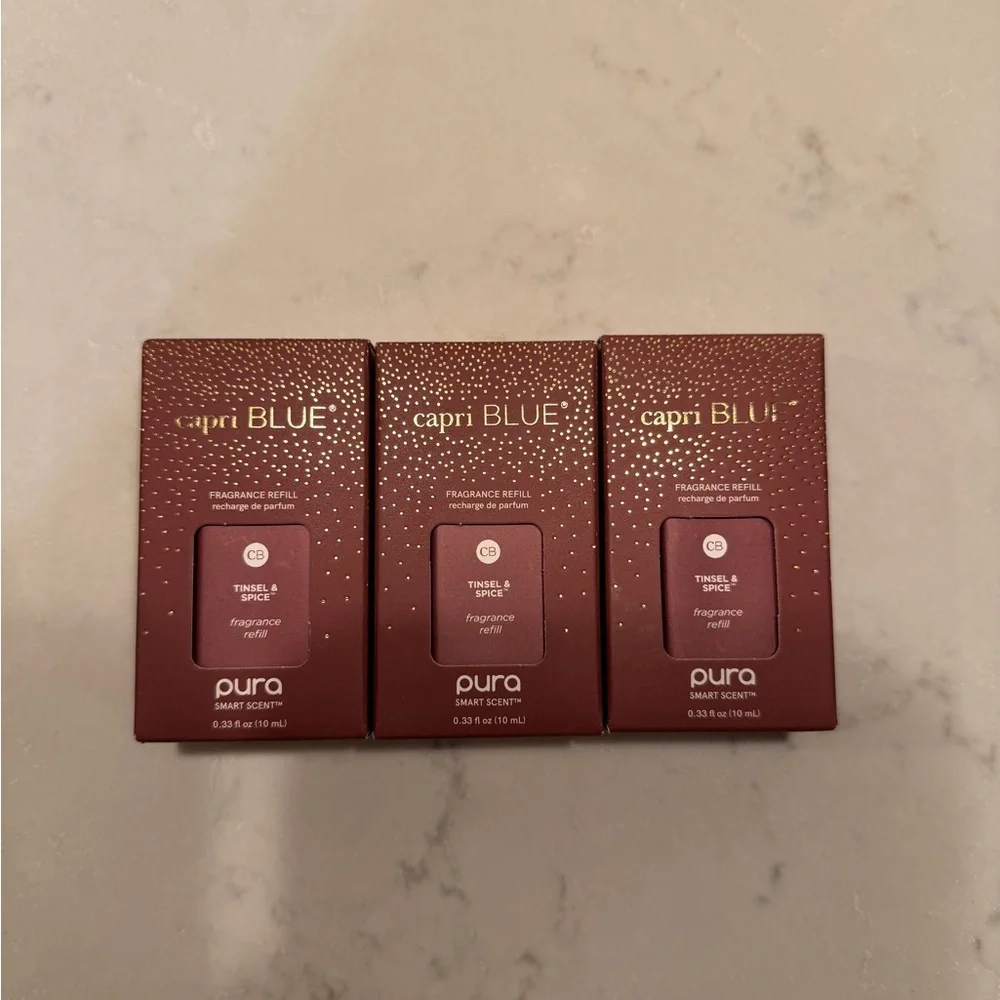 capri BLUE®
FRAGRANCE REFILL
recharge de parfum
CB
TINSEL &
SPICE™
fragrance
refill
pura
SMART SCENT™
0.33 fl oz (10 mL)
capri BLUE®
FRAGRANCE REFILL
recharge de parfum
CB
TINSEL &
SPICE™
fragrance
refill
pura
SMART SCENT™
0.33 fl oz (10 mL)
capri BLUE®
FRAGRANCE REFILL
recharge de parfum
CB
TINSEL &
SPICE™
fragrance
refill
pura
SMART SCENT™
0.33 fl oz (10 mL)